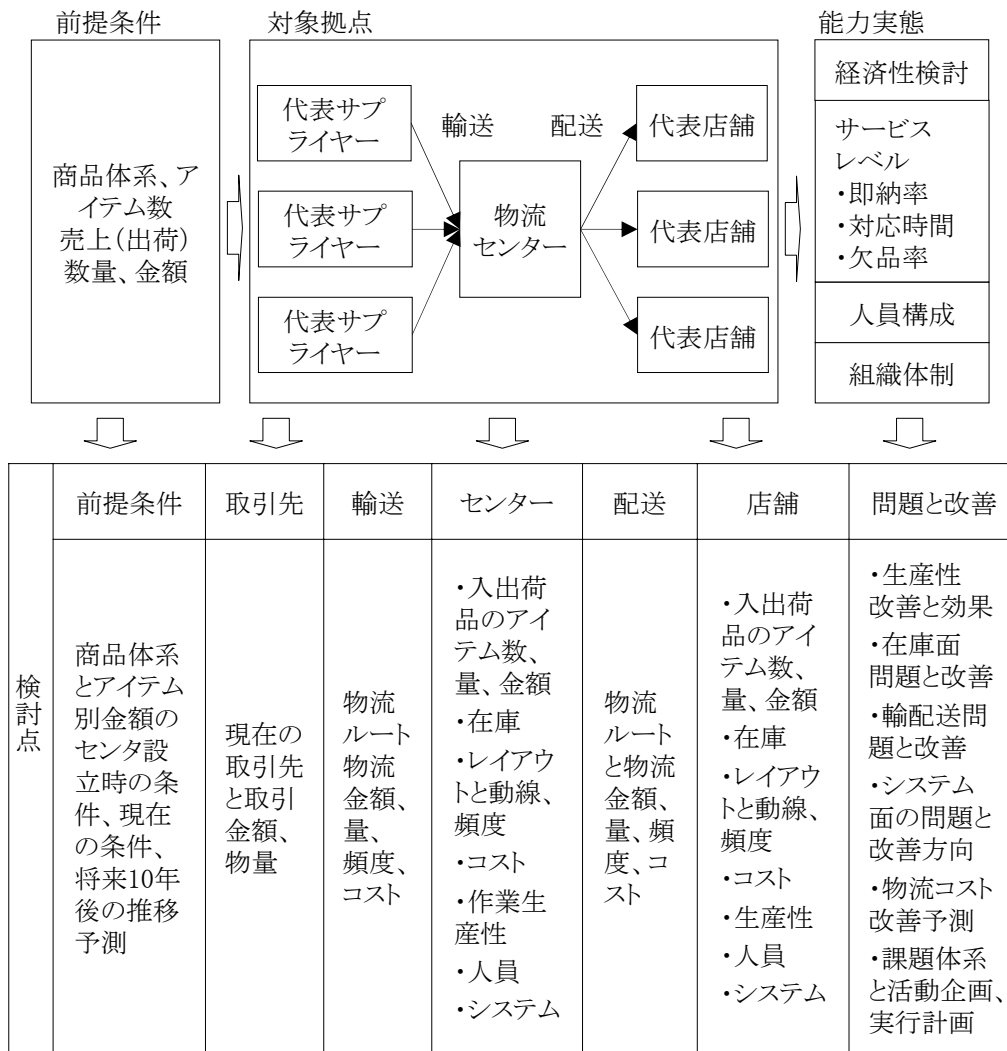 前提条件
対象拠点
能力実態
商品体系、ア
イテム数
売上(出荷)
数量、金額
代表サプ
ライヤー
代表サプ
ライヤー
代表サプ
ライヤー
輸送
物流
センター
配送
代表店舗
代表店舗
代表店舗
経済性検討
サービス
レベル
・即納率
・対応時間
・欠品率
人員構成
組織体制
検討点
前提条件
取引先
輸送
センター
配送
店舗
問題と改善
商品体系
とアイテム
別金額の
センタ設
立時の条
件、現在
の条件、
将来10年
後の推移
予測
現在の
取引先
と取引
金額、
物量
物流
ルート
物流
金額、
量、
頻度、
コスト
・入出荷
品のアイ
テム数、
量、金額
・在庫
・レイアウ
トと動線、
頻度
・コスト
・作業生
産性
・人員
・システム
物流
ルート
と物流
金額、
量、頻
度、コ
スト
・入出荷
品のアイ
テム数、
量、金額
・在庫
・レイアウ
トと動線、
頻度
・コスト
・生産性
・人員
・システム
・生産性
改善と効果
・在庫面
問題と改善
・輸配送問
題と改善
・システム
面の問題と
改善方向
・物流コスト
改善予測
・課題体系
と活動企画、
実行計画